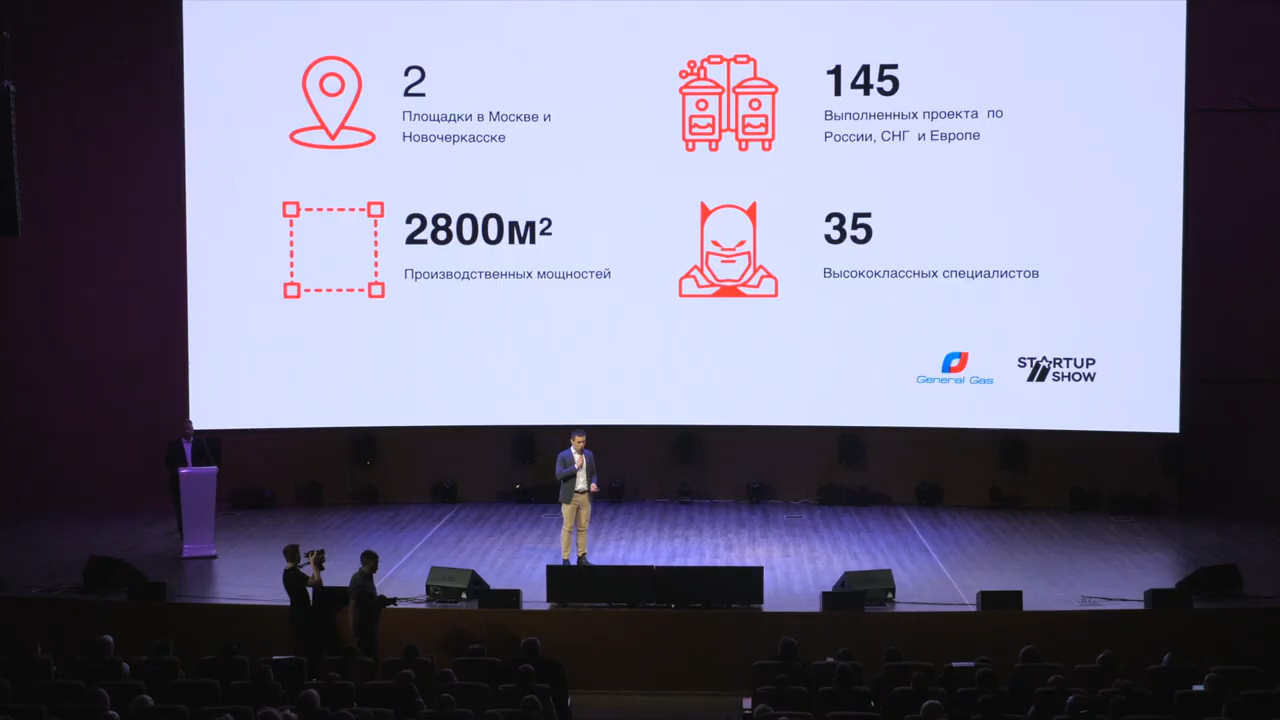 2
Площадки в Москве и
Новочеркасске
145
Выполненных проекта по
России, СНГ и Европе
2800м²
Производственных мощностей
35
Высококлассных специалистов
General Gas
STARTUP
SHOW